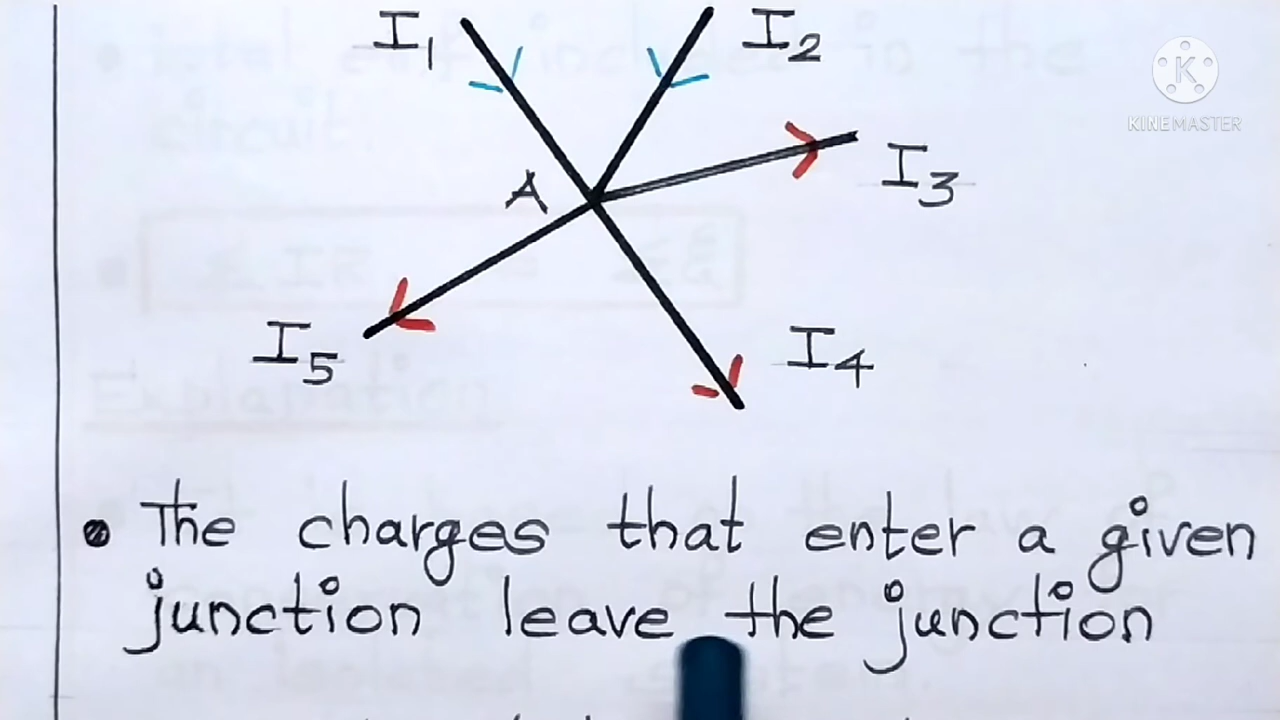 I1
I2
K
KINEMASTER
I3
A
I5
I4
• The charges that enter a given
junction leave the junction